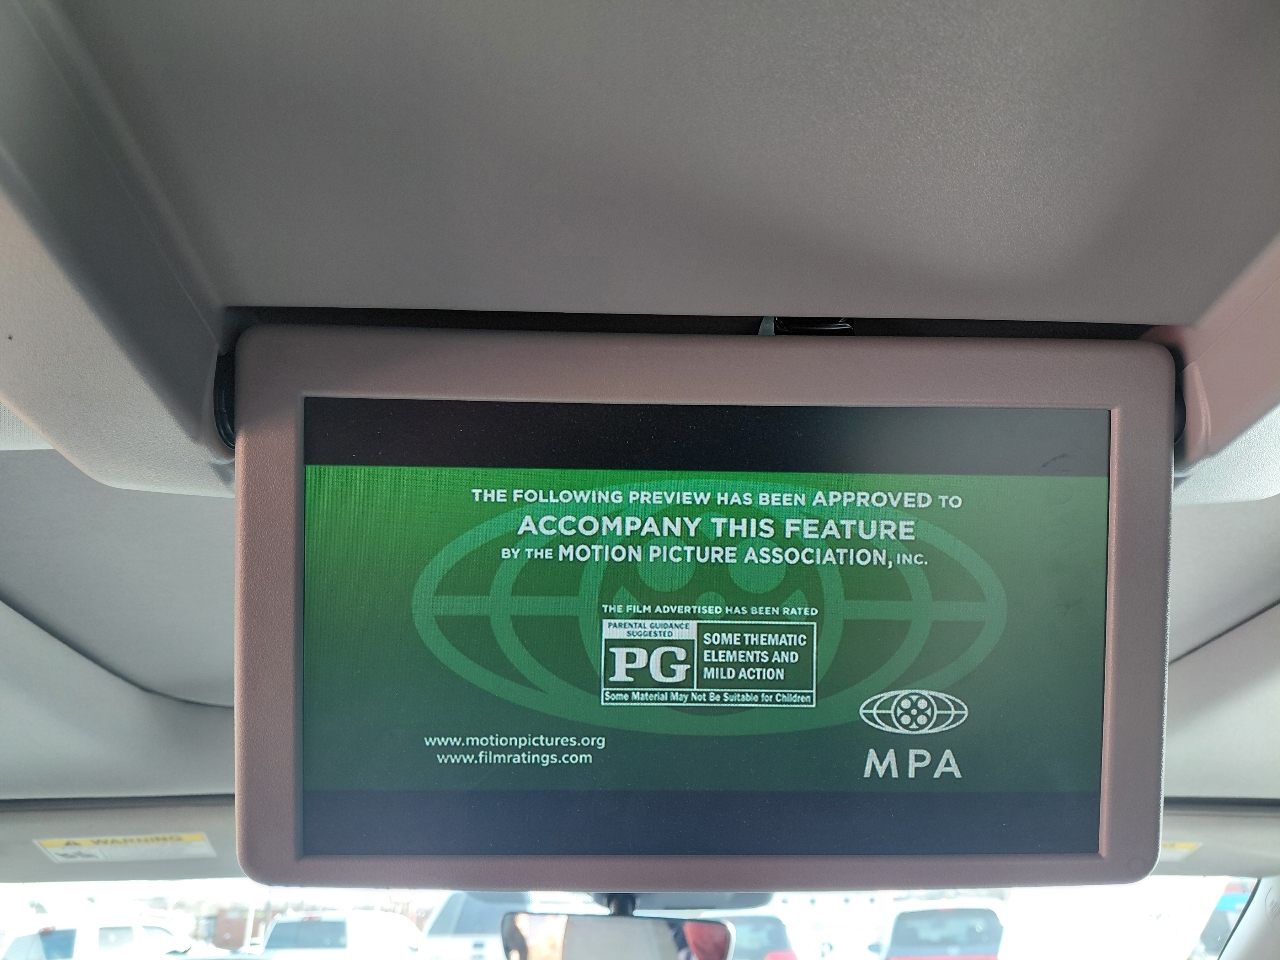 THE FOLLOWING PREVIEW HAS BEEN APPROVED TO
ACCOMPANY THIS FEATURE
BY THE MOTION PICTURE ASSOCIATION, INC.
THE FILM ADVERTISED HAS BEEN RATED
PARENTAL GUIDANCE
SUGGESTED
PG
SOME THEMATIC
ELEMENTS AND
MILD ACTION
Some Material May Not Be Suitable for Children
www.motionpictures.org
www.filmratings.com
MPA
WARNING